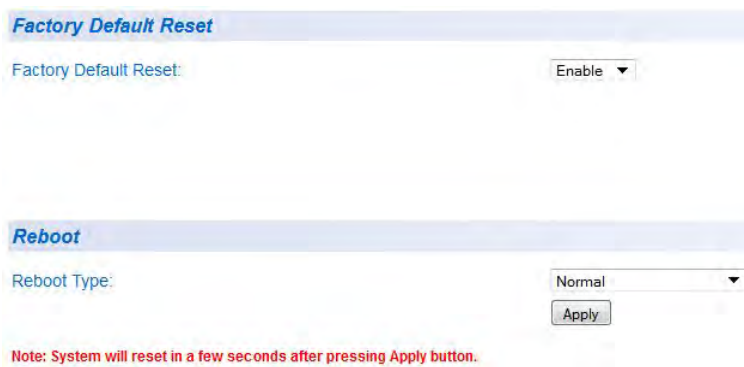 Factory Default Reset
Factory Default Reset: Enable
Reboot
Reboot Type: Normal
Apply
Note: System will reset in a few seconds after pressing Apply button.